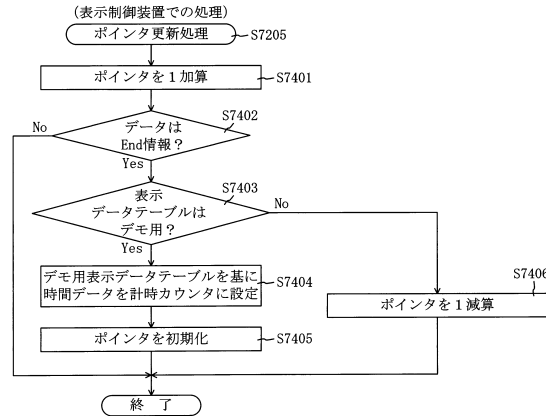 (表示制御装置での処理)
ポインタ更新処理
S7205
ポインタを1加算
S7401
S7402
データは
End情報?
No
Yes
S7403
表示
データテーブルは
デモ用?
No
Yes
デモ用表示データテーブルを基に
時間データを計時カウンタに設定
S7404
S7406
ポインタを1減算
ポインタを初期化
S7405
終 了